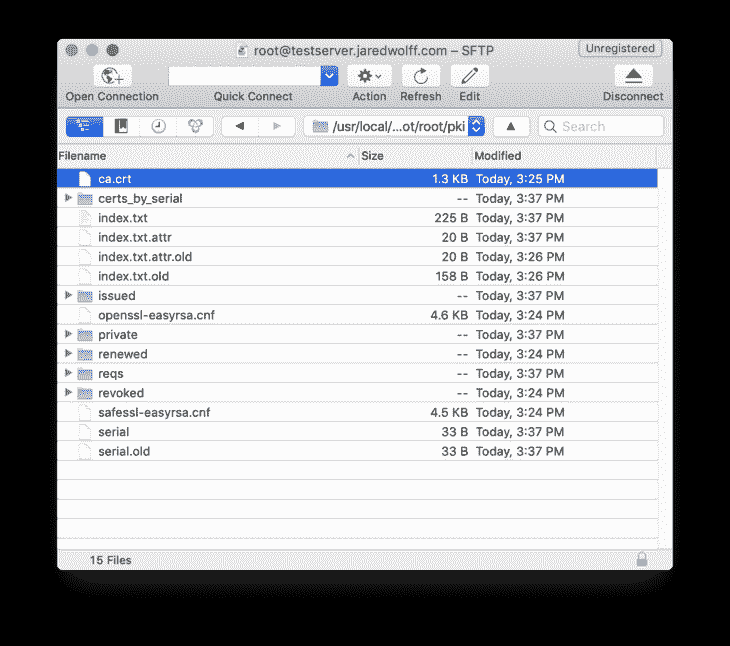 root@testserver.jaredwolff.com – SFTP
Unregistered
Open Connection Quick Connect Action Refresh Edit Disconnect
/usr/local/...ot/root/pki Search
Filename Size Modified
ca.crt 1.3 KB Today, 3:25 PM
certs_by_serial -- Today, 3:37 PM
index.txt 225 B Today, 3:37 PM
index.txt.attr 20 B Today, 3:37 PM
index.txt.attr.old 20 B Today, 3:26 PM
index.txt.old 158 B Today, 3:26 PM
issued -- Today, 3:37 PM
openssl-easyrsa.cnf 4.6 KB Today, 3:24 PM
private -- Today, 3:37 PM
renewed -- Today, 3:24 PM
reqs -- Today, 3:37 PM
revoked -- Today, 3:24 PM
safessl-easyrsa.cnf 4.5 KB Today, 3:24 PM
serial 33 B Today, 3:37 PM
serial.old 33 B Today, 3:37 PM
15 Files